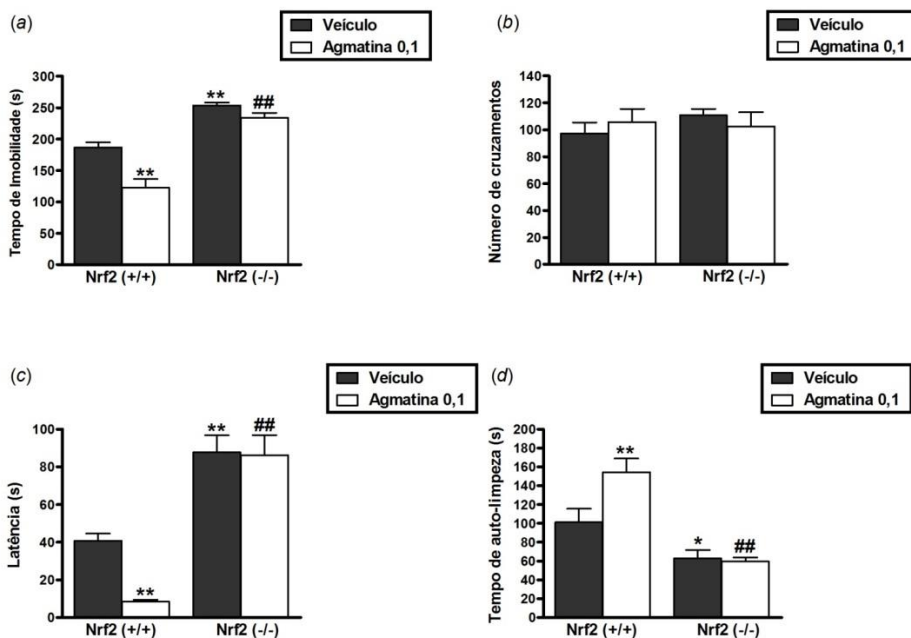 (a)
Veículo
Agmatina 0,1
Tempo de Imobilidade (s)
300
250
200
150
100
50
0
**
**
##
Nrf2 (+/+)
Nrf2 (-/-)
(b)
Veículo
Agmatina 0,1
Número de cruzamentos
140
120
100
80
60
40
20
0
Nrf2 (+/+)
Nrf2 (-/-)
(c)
Veículo
Agmatina 0,1
Latência (s)
100
80
60
40
20
0
**
**
##
Nrf2 (+/+)
Nrf2 (-/-)
(d)
Veículo
Agmatina 0,1
Tempo de auto-limpeza (s)
200
180
160
140
120
100
80
60
40
20
0
**
*
##
Nrf2 (+/+)
Nrf2 (-/-)